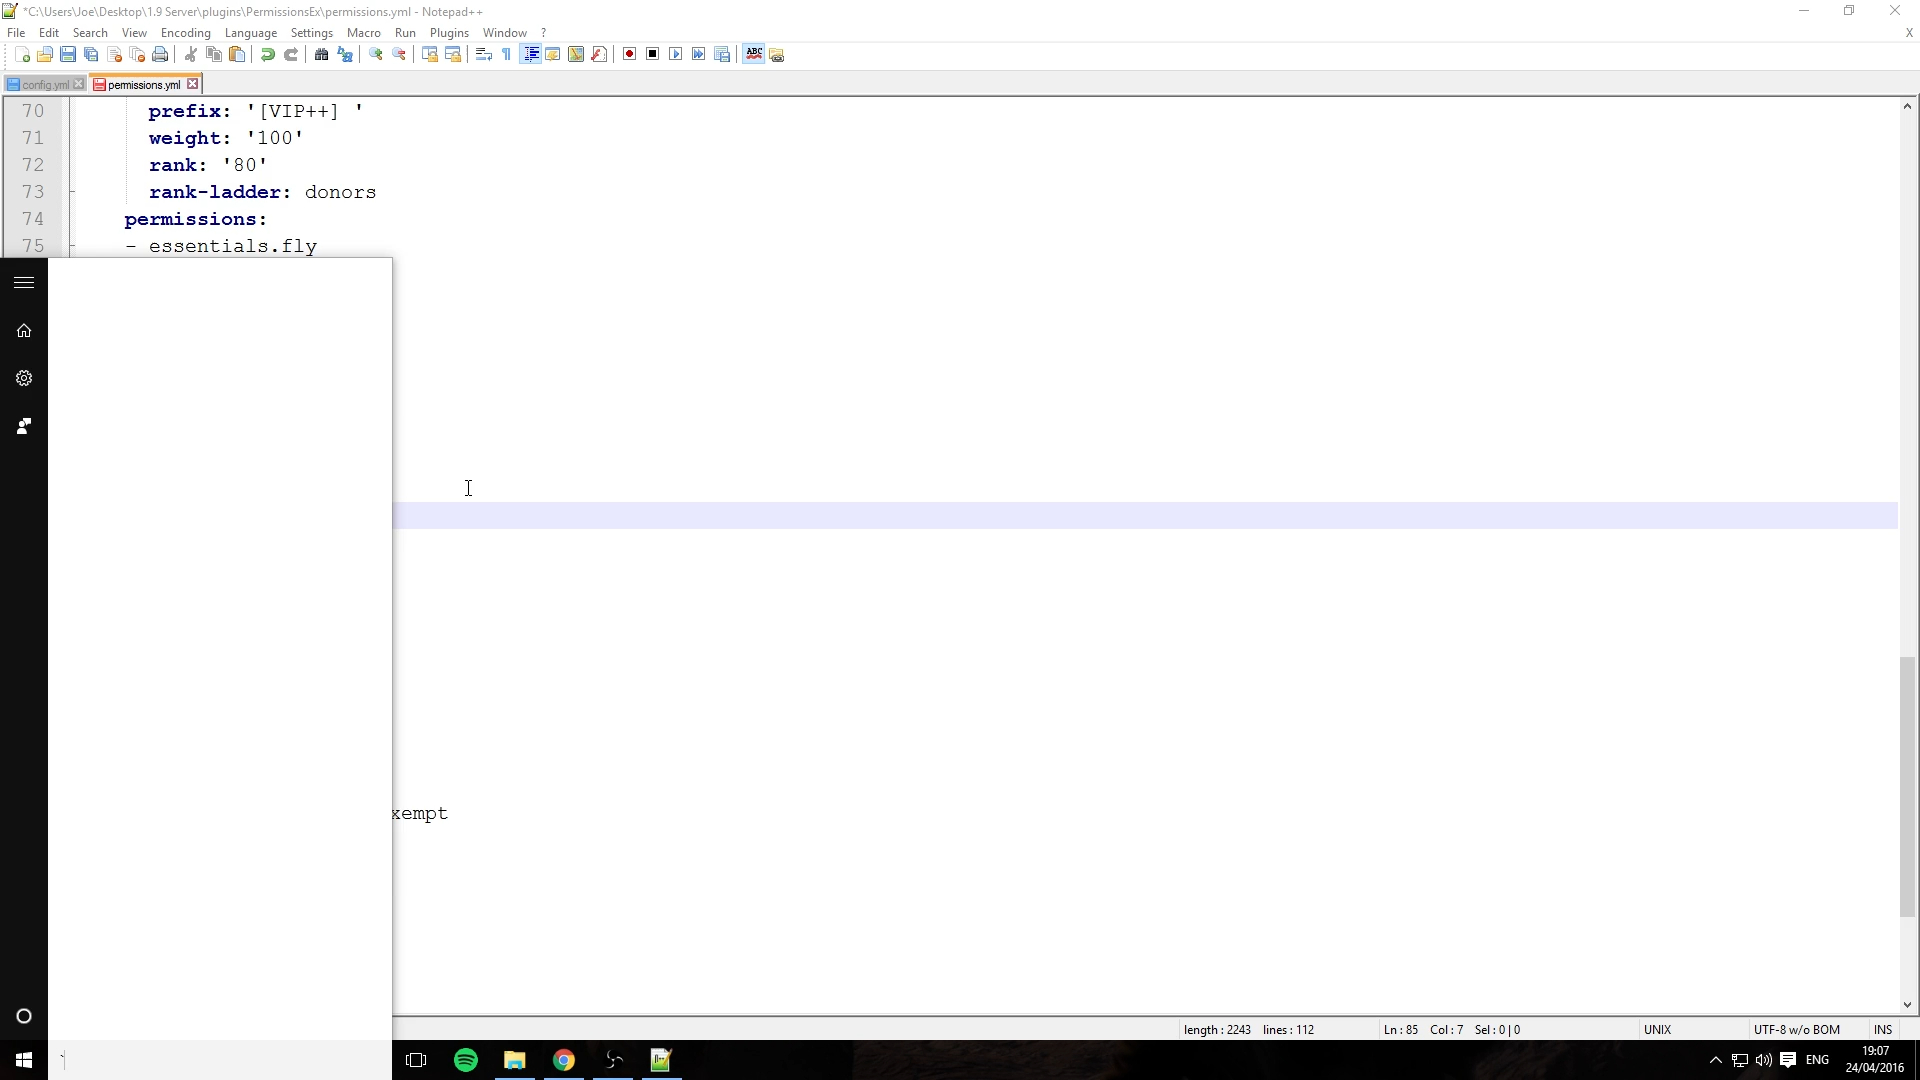 *C:\Users\Joe\Desktop\1.9 Server\plugins\PermissionsEx\permissions.yml - Notepad++
File Edit Search View Encoding Language Settings Macro Run Plugins Window ? X
ABC
config.yml permissions.yml
70 prefix: '[VIP++] '
71 weight: '100'
72 rank: '80'
73 rank-ladder: donors
74 permissions:
75 - essentials.fly
xempt
length : 2243 lines : 112 Ln : 85 Col : 7 Sel : 0 | 0 UNIX UTF-8 w/o BOM INS
` ENG 19:07
24/04/2016